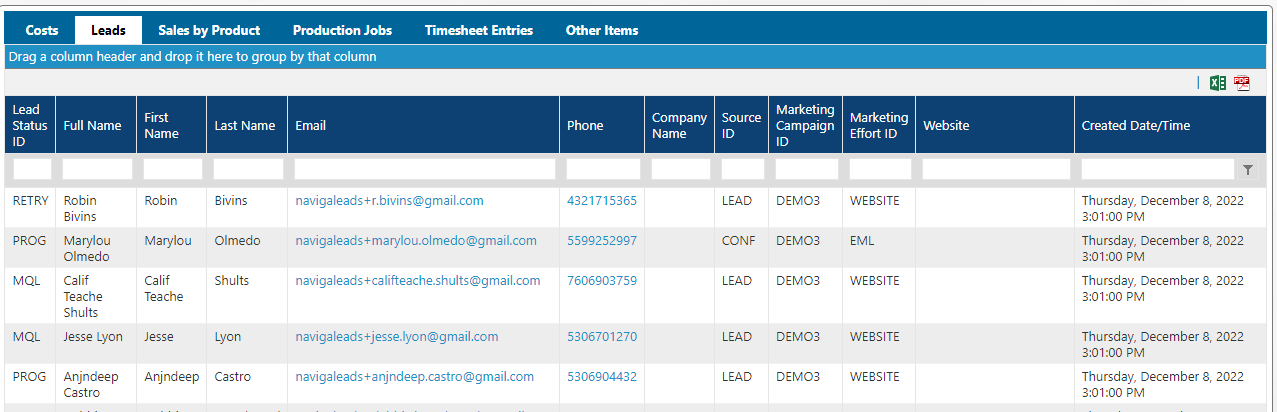 Costs Leads Sales by Product Production Jobs Timesheet Entries Other Items
Drag a column header and drop it here to group by that column
PDF
Lead Status ID Full Name First Name Last Name Email Phone Company Name Source ID Marketing Campaign ID Marketing Effort ID Website Created Date/Time
RETRY Robin Bivins Robin Bivins navigaleads+r.bivins@gmail.com 4321715365 LEAD DEMO3 WEBSITE Thursday, December 8, 2022 3:01:00 PM
PROG Marylou Olmedo Marylou Olmedo navigaleads+marylou.olmedo@gmail.com 5599252997 CONF DEMO3 EML Thursday, December 8, 2022 3:01:00 PM
MQL Calif Teache Shults Calif Teache Shults navigaleads+califteache.shults@gmail.com 7606903759 LEAD DEMO3 WEBSITE Thursday, December 8, 2022 3:01:00 PM
MQL Jesse Lyon Jesse Lyon navigaleads+jesse.lyon@gmail.com 5306701270 LEAD DEMO3 WEBSITE Thursday, December 8, 2022 3:01:00 PM
PROG Anjndeep Castro Anjndeep Castro navigaleads+anjndeep.castro@gmail.com 5306904432 LEAD DEMO3 WEBSITE Thursday, December 8, 2022 3:01:00 PM